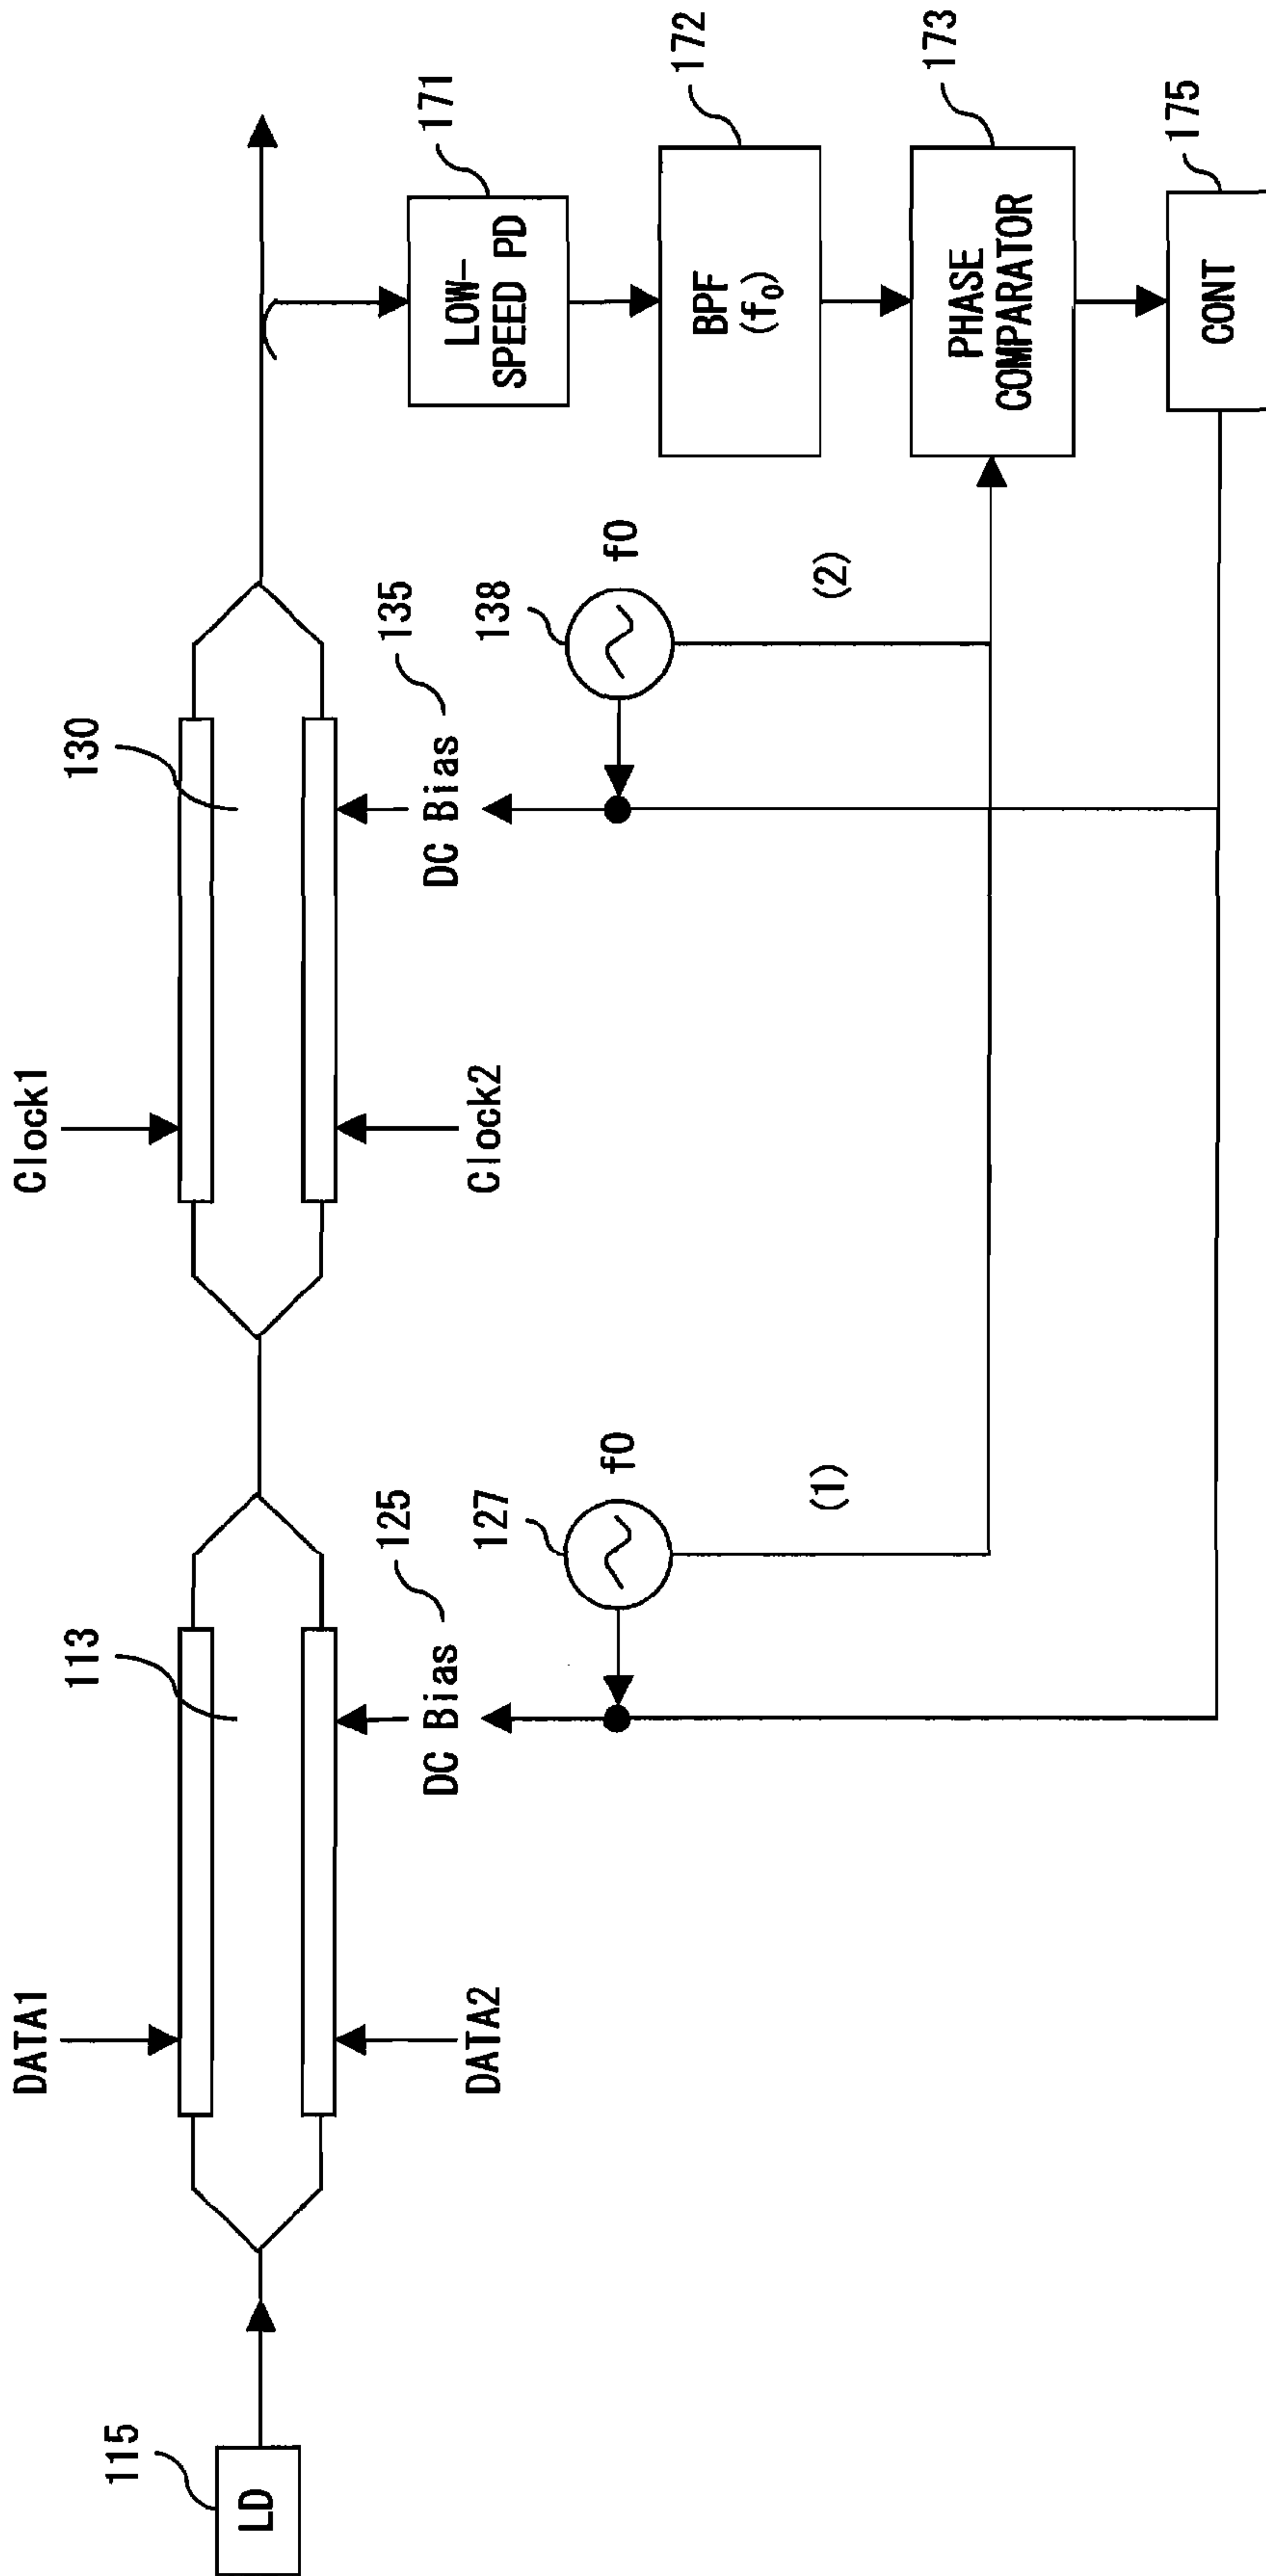 115
LD
DATA1
DATA2
113
DC Bias
125
127
f0
(1)
Clock1
Clock2
130
DC Bias
135
138
f0
(2)
LOW-
SPEED PD
171
BPF
(f₀)
172
PHASE
COMPARATOR
173
CONT
175